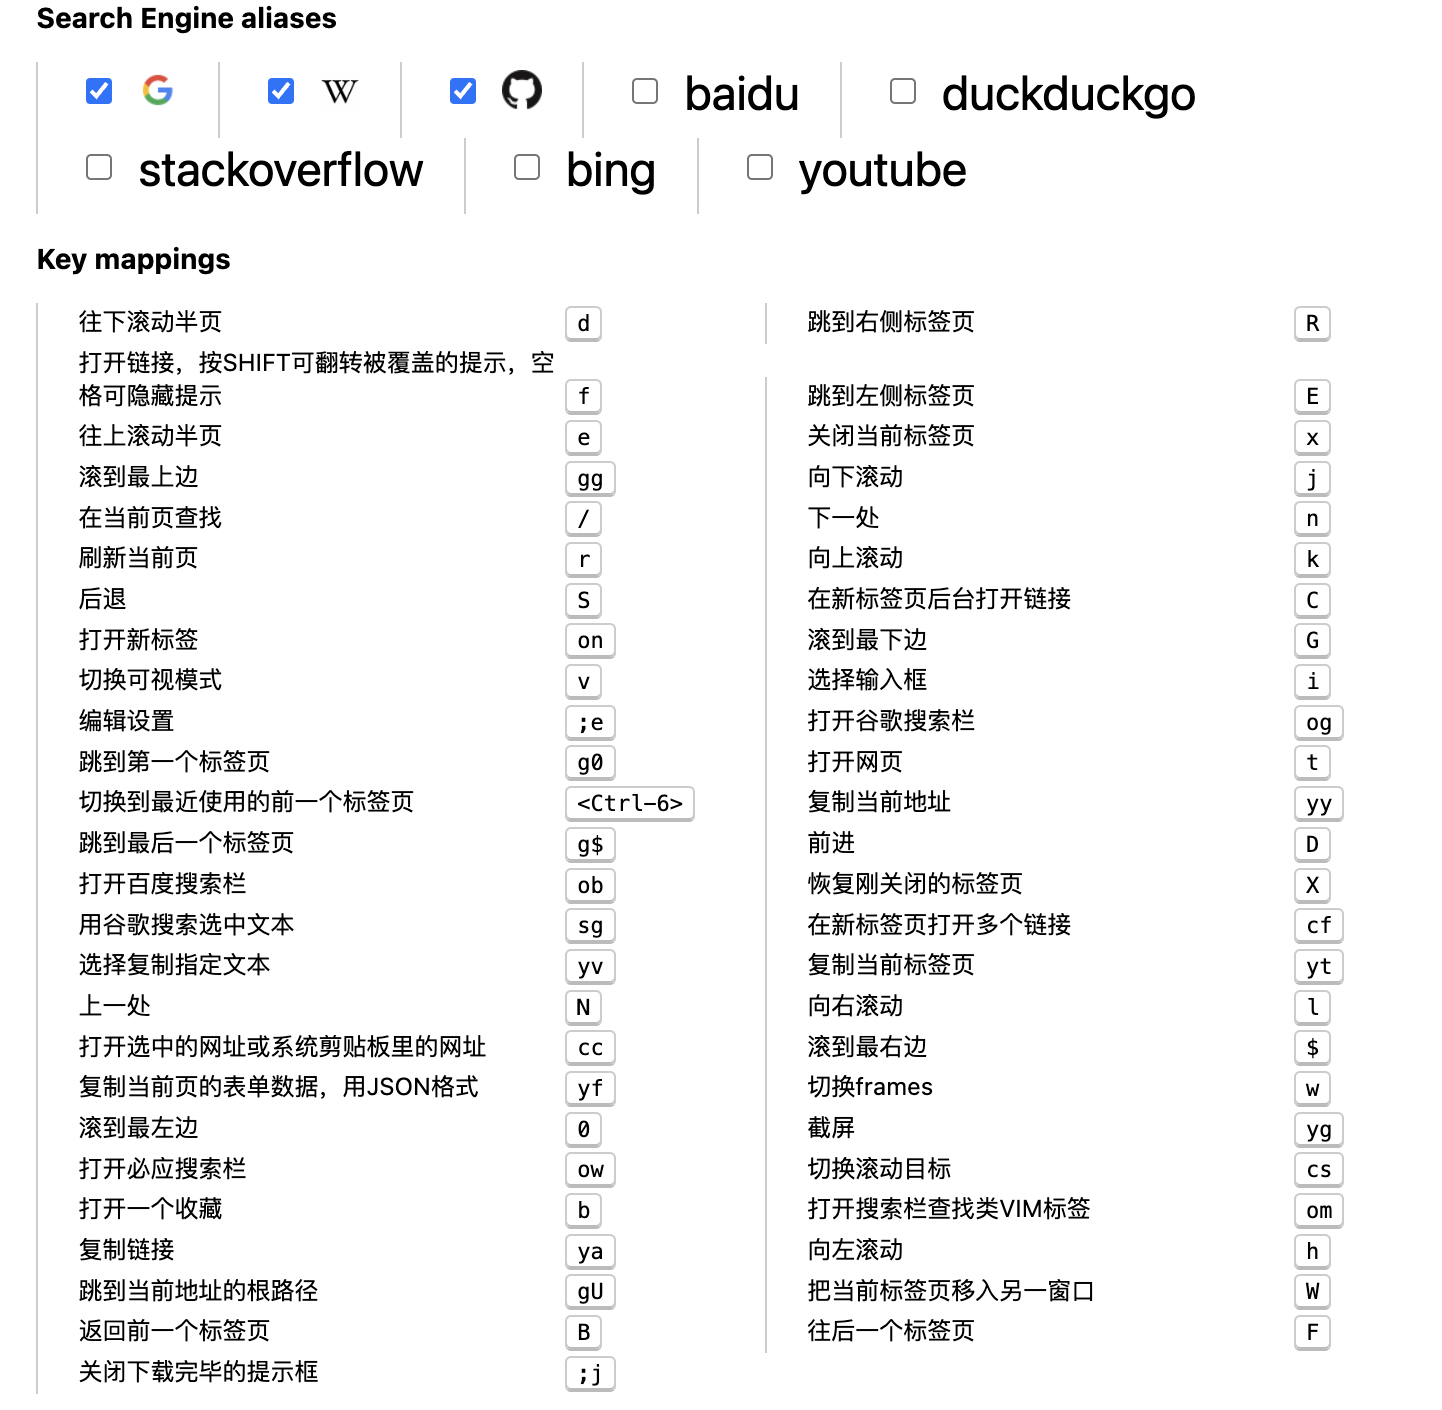 Search Engine aliases
G W baidu duckduckgo
stackoverflow bing youtube
Key mappings
往下滚动半页 d 跳到右侧标签页 R
打开链接，按SHIFT可翻转被覆盖的提示，空
格可隐藏提示 f 跳到左侧标签页 E
往上滚动半页 e 关闭当前标签页 x
滚到最上边 gg 向下滚动 j
在当前页查找 / 下一处 n
刷新当前页 r 向上滚动 k
后退 S 在新标签页后台打开链接 C
打开新标签 on 滚到最下边 G
切换可视模式 v 选择输入框 i
编辑设置 ;e 打开谷歌搜索栏 og
跳到第一个标签页 g0 打开网页 t
切换到最近使用的前一个标签页 <Ctrl-6> 复制当前地址 yy
跳到最后一个标签页 g$ 前进 D
打开百度搜索栏 ob 恢复刚关闭的标签页 X
用谷歌搜索选中文本 sg 在新标签页打开多个链接 cf
选择复制指定文本 yv 复制当前标签页 yt
上一处 N 向右滚动 l
打开选中的网址或系统剪贴板里的网址 cc 滚到最右边 $
复制当前页的表单数据，用JSON格式 yf 切换frames w
滚到最左边 0 截屏 yg
打开必应搜索栏 ow 切换滚动目标 cs
打开一个收藏 b 打开搜索栏查找类VIM标签 om
复制链接 ya 向左滚动 h
跳到当前地址的根路径 gU 把当前标签页移入另一窗口 W
返回前一个标签页 B 往后一个标签页 F
关闭下载完毕的提示框 ;j